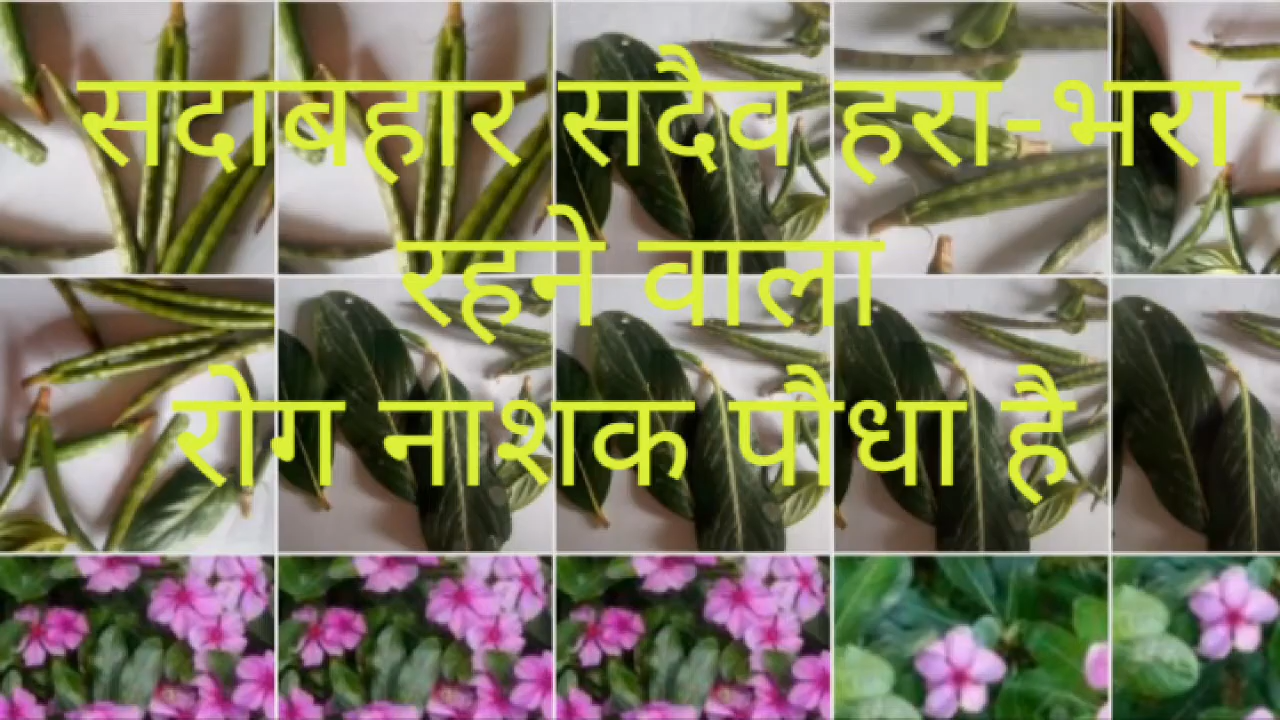 सदाबहार सदैव हरा-भरा
रहने वाला
रोग नाशक पौधा है